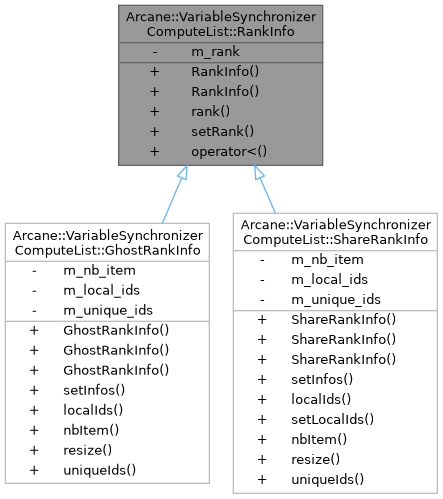 Arcane::VariableSynchronizer
ComputeList::RankInfo
- m_rank
+ RankInfo()
+ RankInfo()
+ rank()
+ setRank()
+ operator<()
Arcane::VariableSynchronizer
ComputeList::GhostRankInfo
- m_nb_item
- m_local_ids
- m_unique_ids
+ GhostRankInfo()
+ GhostRankInfo()
+ GhostRankInfo()
+ setInfos()
+ localIds()
+ nbItem()
+ resize()
+ uniqueIds()
Arcane::VariableSynchronizer
ComputeList::ShareRankInfo
- m_nb_item
- m_local_ids
- m_unique_ids
+ ShareRankInfo()
+ ShareRankInfo()
+ ShareRankInfo()
+ setInfos()
+ localIds()
+ setLocalIds()
+ nbItem()
+ resize()
+ uniqueIds()